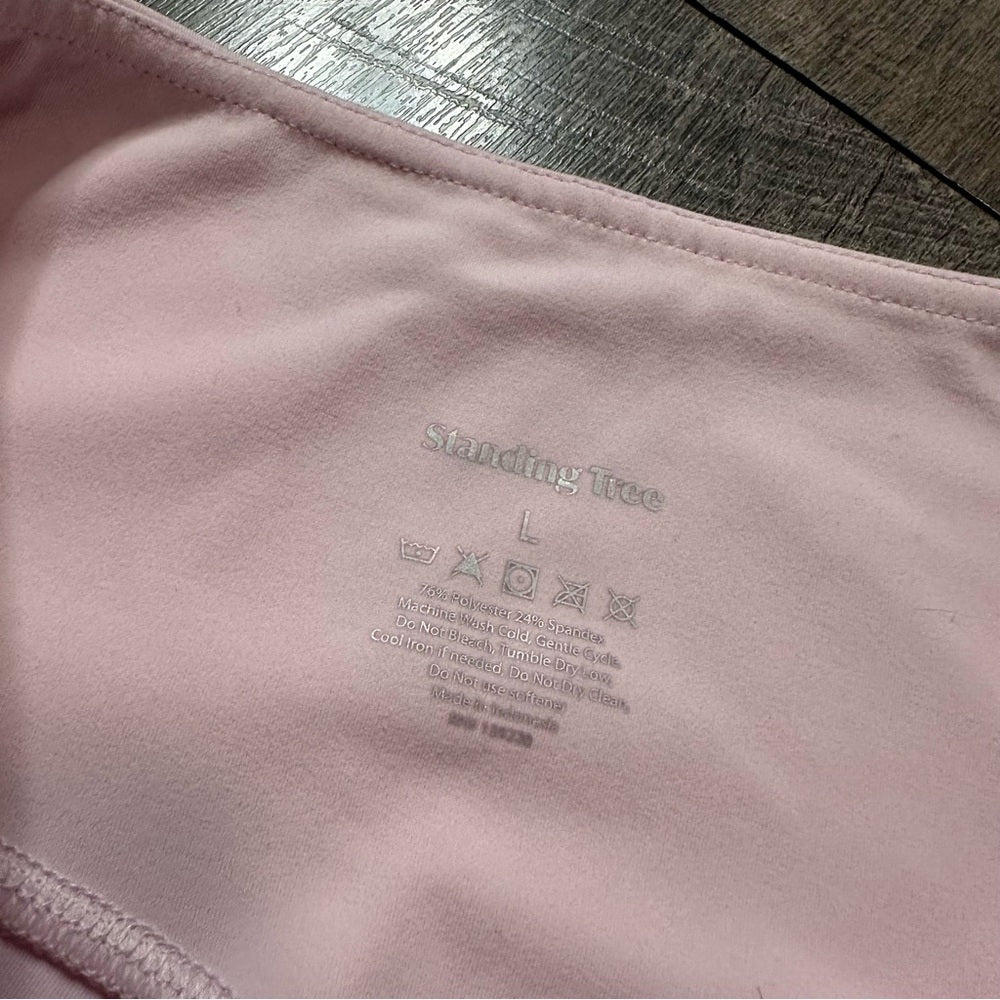 Standing Tree
L
76% Polyester 24% Spandex
Machine Wash Cold, Gentle Cycle,
Do Not Bleach, Tumble Dry Low,
Cool Iron if needed, Do Not Dry Clean,
Do Not use softener
Made In Indonesia